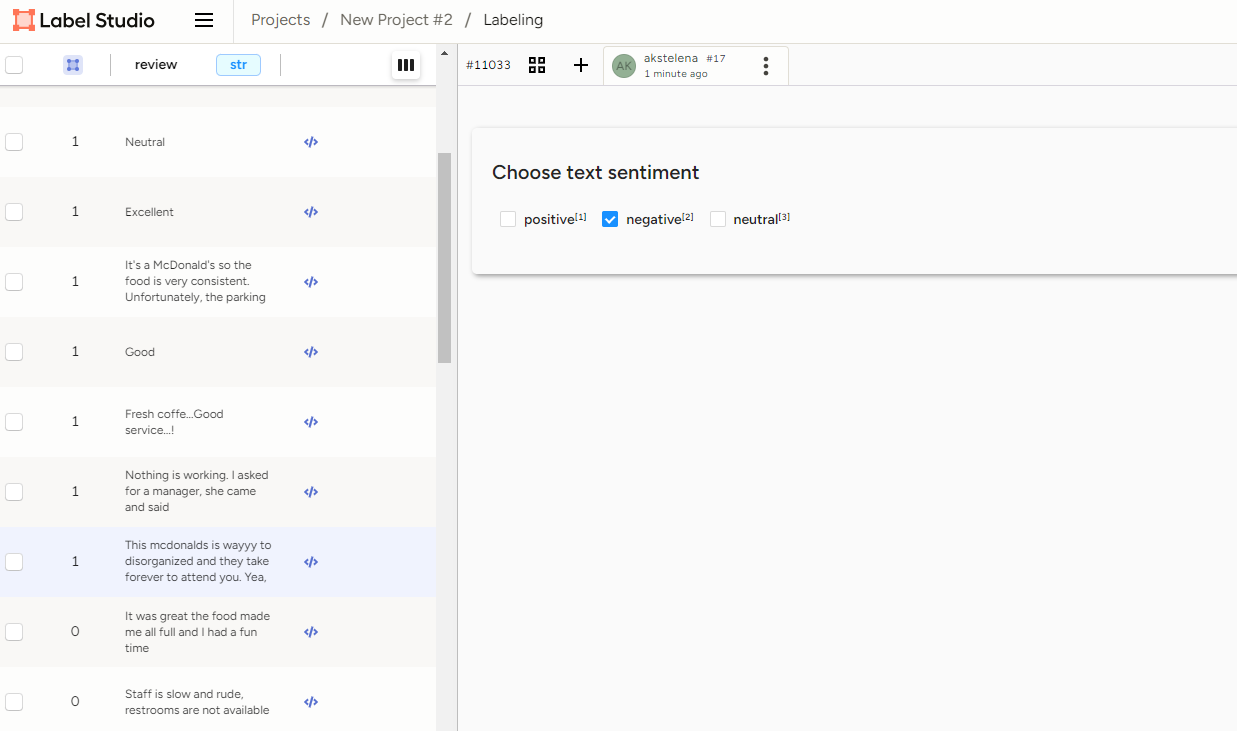 Label Studio
Projects / New Project #2 / Labeling
review str
#11033
AK
akstelena #17
1 minute ago
1 Neutral </>
1 Excellent </>
1 It's a McDonald's so the
food is very consistent.
Unfortunately, the parking </>
1 Good </>
1 Fresh coffe...Good
service...! </>
1 Nothing is working. I asked
for a manager, she came
and said </>
1 This mcdonalds is wayyy to
disorganized and they take
forever to attend you. Yea, </>
0 It was great the food made
me all full and I had a fun
time </>
0 Staff is slow and rude,
restrooms are not available </>
Choose text sentiment
positive[1] negative[2] neutral[3]